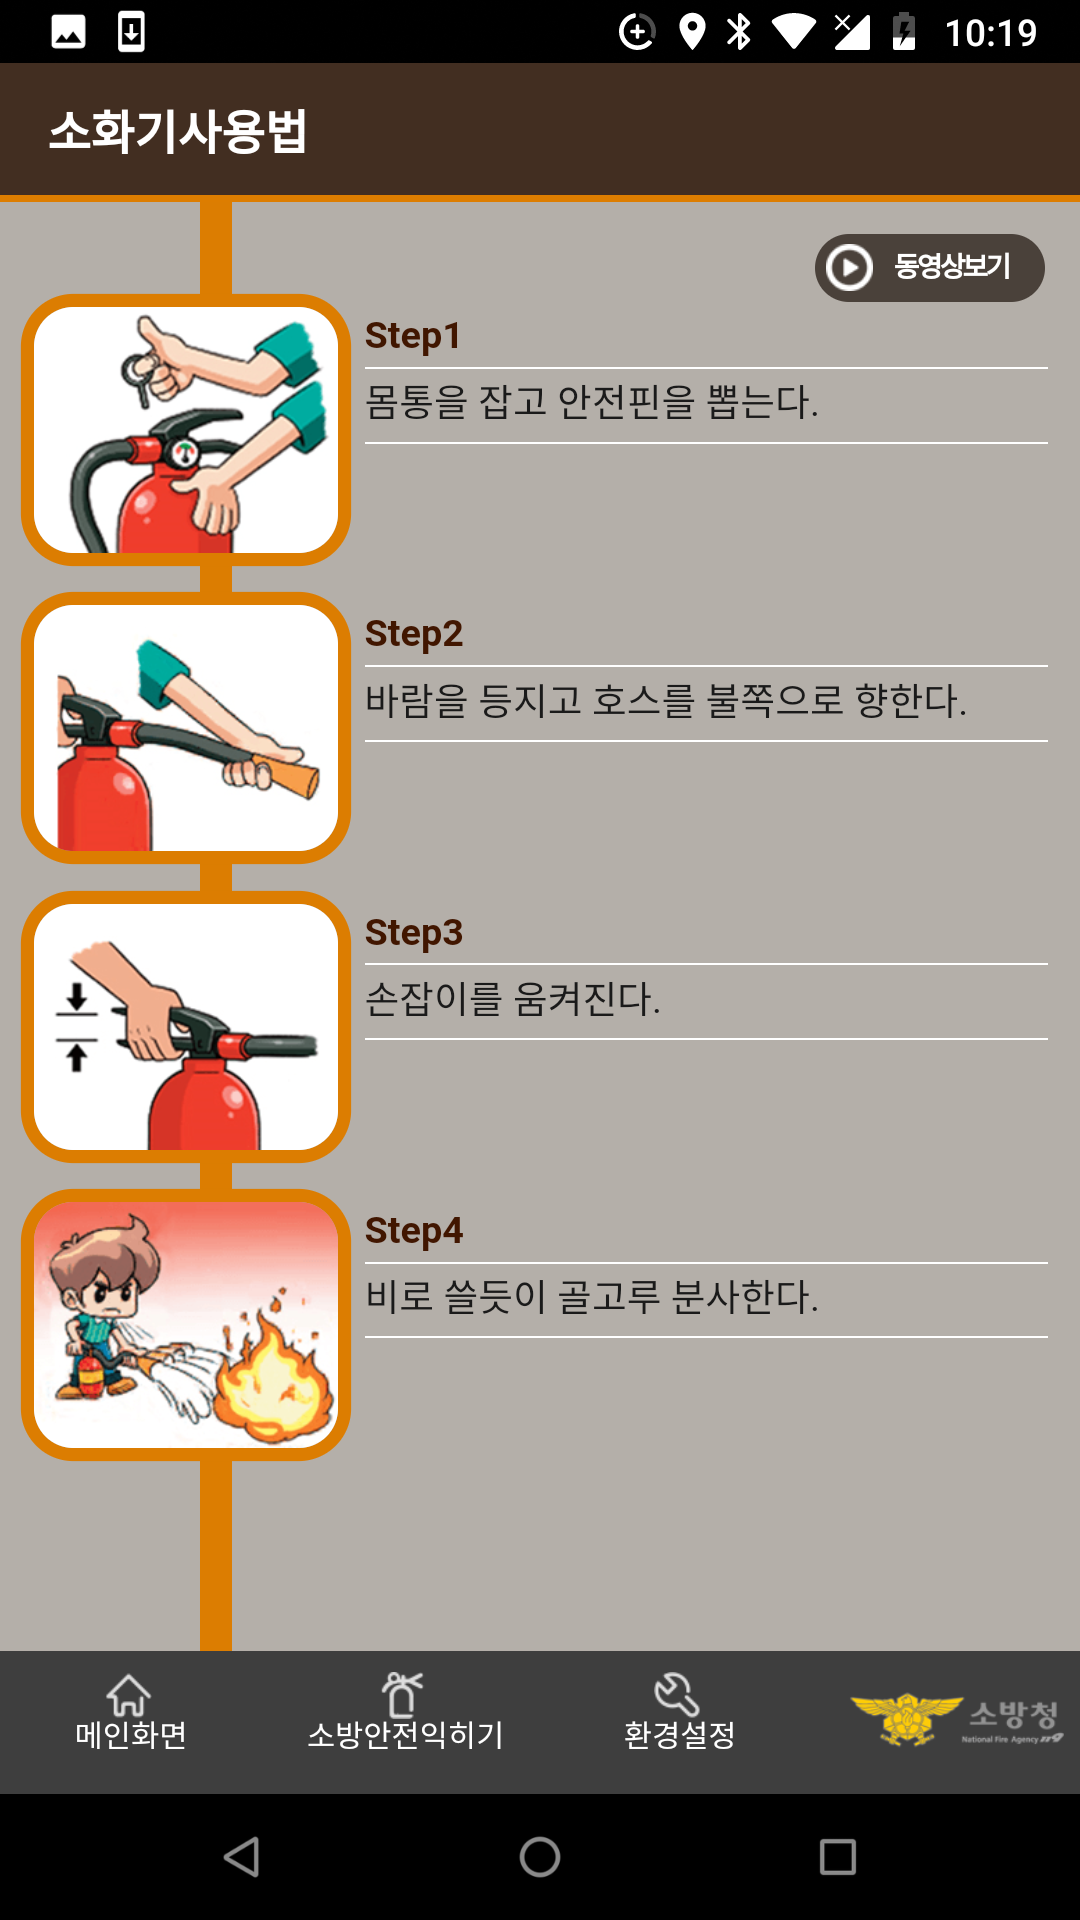 10:19
소화기사용법
동영상보기
Step1
몸통을 잡고 안전핀을 뽑는다.
Step2
바람을 등지고 호스를 불쪽으로 향한다.
Step3
손잡이를 움켜진다.
Step4
비로 쓸듯이 골고루 분사한다.
메인화면
소방안전익히기
환경설정
소방청
National Fire Agency 119